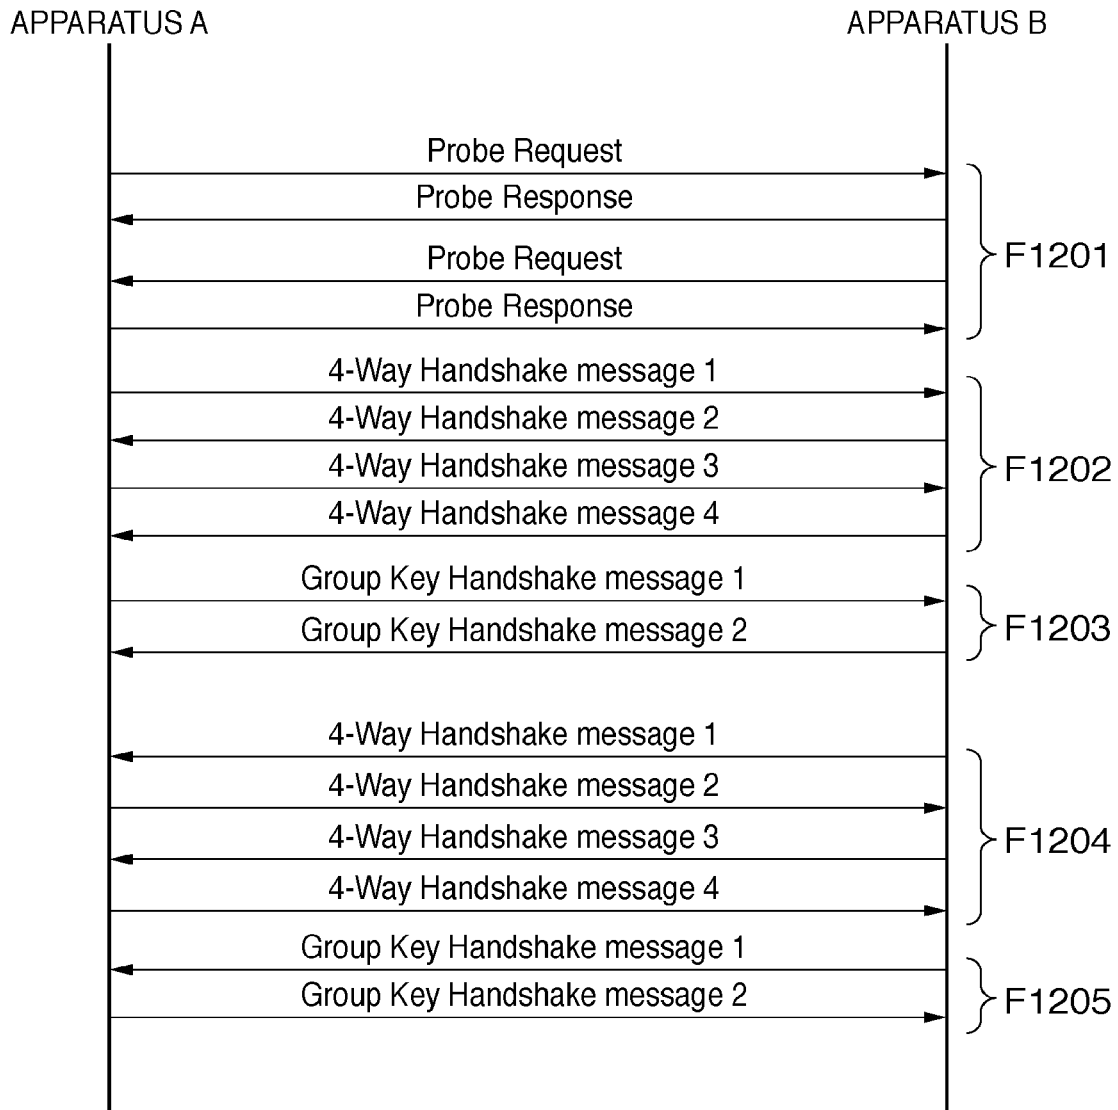 APPARATUS A
APPARATUS B
Probe Request
Probe Response
Probe Request
Probe Response
F1201
4-Way Handshake message 1
4-Way Handshake message 2
4-Way Handshake message 3
4-Way Handshake message 4
F1202
Group Key Handshake message 1
Group Key Handshake message 2
F1203
4-Way Handshake message 1
4-Way Handshake message 2
4-Way Handshake message 3
4-Way Handshake message 4
F1204
Group Key Handshake message 1
Group Key Handshake message 2
F1205